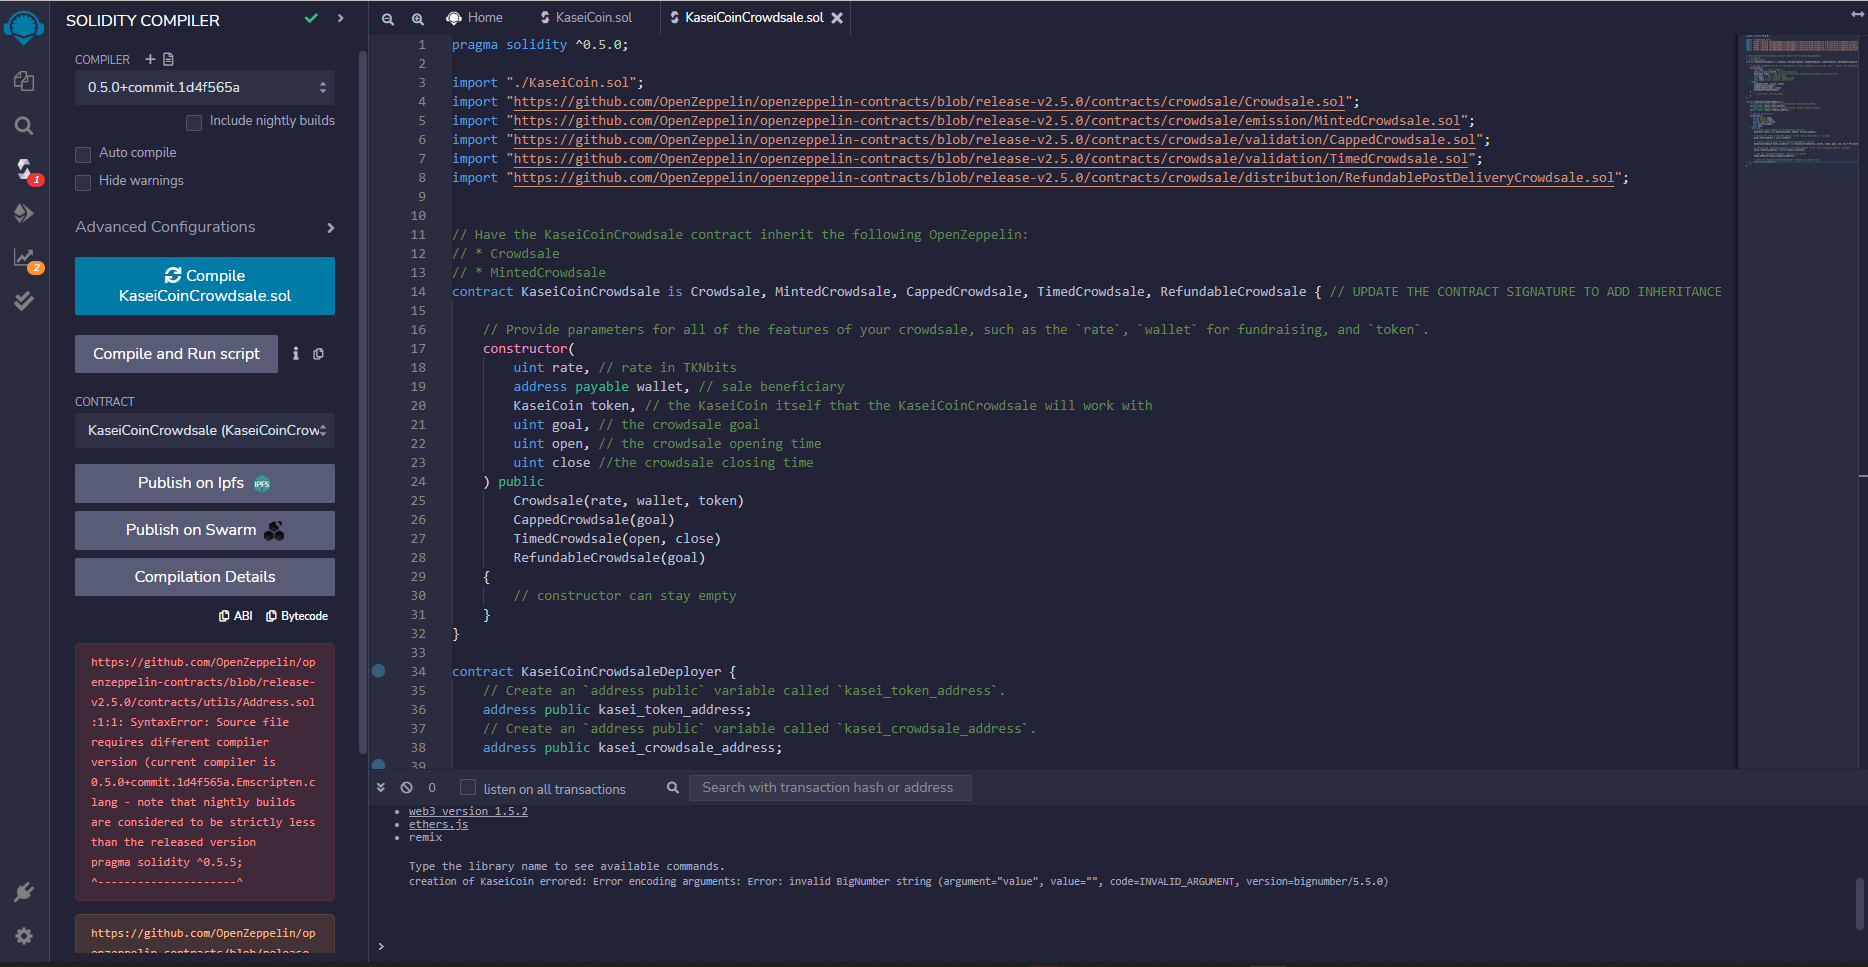 SOLIDITY COMPILER
COMPILER
0.5.0+commit.1d4f565a
Include nightly builds
Auto compile
Hide warnings
1
2
Advanced Configurations
Compile
KaseiCoinCrowdsale.sol
Compile and Run script
CONTRACT
KaseiCoinCrowdsale (KaseiCoinCrow
Publish on Ipfs
IPFS
Publish on Swarm
Compilation Details
ABI Bytecode
https://github.com/OpenZeppelin/op
enzeppelin-contracts/blob/release-
v2.5.0/contracts/utils/Address.sol
:1:1: SyntaxError: Source file
requires different compiler
version (current compiler is
0.5.0+commit.1d4f565a.Emscripten.c
lang - note that nightly builds
are considered to be strictly less
than the released version
pragma solidity ^0.5.5;
^---------------------^
https://github.com/OpenZeppelin/op
enzeppelin-contracts/blob/release
Home KaseiCoin.sol KaseiCoinCrowdsale.sol
1 pragma solidity ^0.5.0;
2
3 import "./KaseiCoin.sol";
4 import "https://github.com/OpenZeppelin/openzeppelin-contracts/blob/release-v2.5.0/contracts/crowdsale/Crowdsale.sol";
5 import "https://github.com/OpenZeppelin/openzeppelin-contracts/blob/release-v2.5.0/contracts/crowdsale/emission/MintedCrowdsale.sol";
6 import "https://github.com/OpenZeppelin/openzeppelin-contracts/blob/release-v2.5.0/contracts/crowdsale/validation/CappedCrowdsale.sol";
7 import "https://github.com/OpenZeppelin/openzeppelin-contracts/blob/release-v2.5.0/contracts/crowdsale/validation/TimedCrowdsale.sol";
8 import "https://github.com/OpenZeppelin/openzeppelin-contracts/blob/release-v2.5.0/contracts/crowdsale/distribution/RefundablePostDeliveryCrowdsale.sol";
9
10
11 // Have the KaseiCoinCrowdsale contract inherit the following OpenZeppelin:
12 // * Crowdsale
13 // * MintedCrowdsale
14 contract KaseiCoinCrowdsale is Crowdsale, MintedCrowdsale, CappedCrowdsale, TimedCrowdsale, RefundableCrowdsale { // UPDATE THE CONTRACT SIGNATURE TO ADD INHERITANCE
15
16 // Provide parameters for all of the features of your crowdsale, such as the `rate`, `wallet` for fundraising, and `token`.
17 constructor(
18 uint rate, // rate in TKNbits
19 address payable wallet, // sale beneficiary
20 KaseiCoin token, // the KaseiCoin itself that the KaseiCoinCrowdsale will work with
21 uint goal, // the crowdsale goal
22 uint open, // the crowdsale opening time
23 uint close //the crowdsale closing time
24 ) public
25 Crowdsale(rate, wallet, token)
26 CappedCrowdsale(goal)
27 TimedCrowdsale(open, close)
28 RefundableCrowdsale(goal)
29 {
30 // constructor can stay empty
31 }
32 }
33
34 contract KaseiCoinCrowdsaleDeployer {
35 // Create an `address public` variable called `kasei_token_address`.
36 address public kasei_token_address;
37 // Create an `address public` variable called `kasei_crowdsale_address`.
38 address public kasei_crowdsale_address;
39
0 listen on all transactions Search with transaction hash or address
• web3 version 1.5.2
• ethers.js
• remix
Type the library name to see available commands.
creation of KaseiCoin errored: Error encoding arguments: Error: invalid BigNumber string (argument="value", value="", code=INVALID_ARGUMENT, version=bignumber/5.5.0)
>